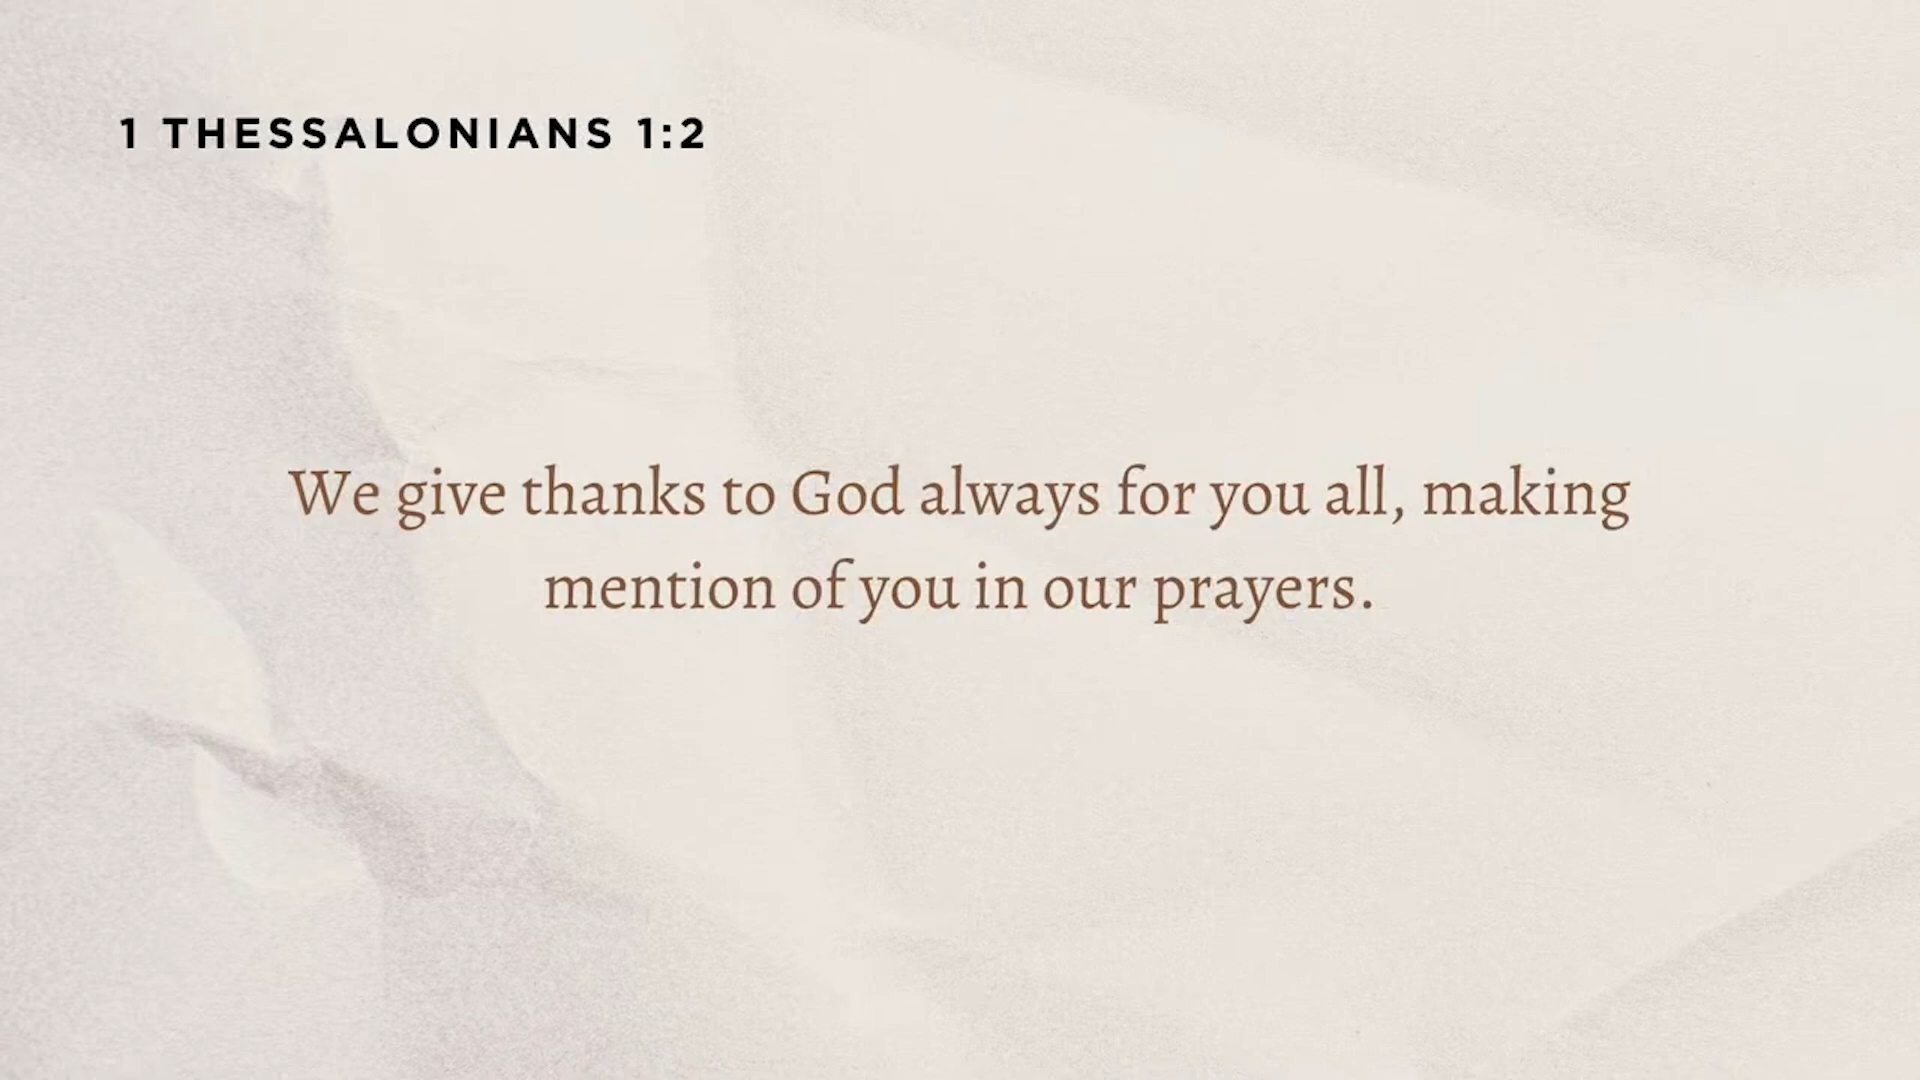 1 THESSALONIANS 1:2
We give thanks to God always for you all, making
mention of you in our prayers.